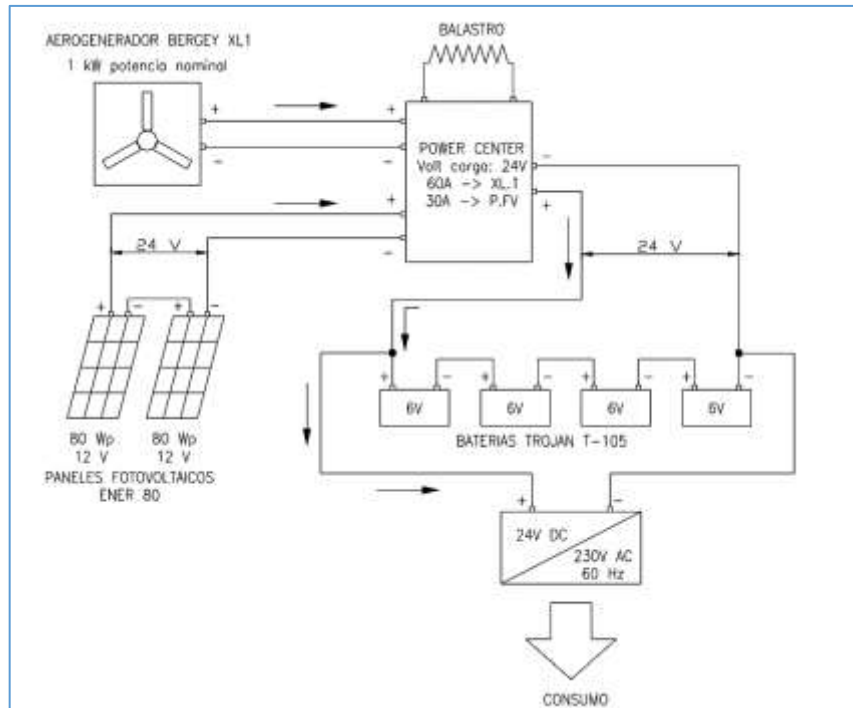 AEROGENERADOR BERGEY XL1
1 kW potencia nominal
BALASTRO
+
-
+
-
POWER CENTER
Volt carga: 24V
60A -> XL.1
30A -> P.FV
-
+
+
-
24 V
24 V
+
-
+
-
80 Wp
12 V
80 Wp
12 V
PANELES FOTOVOLTAICOS
ENER 80
+
-
+
-
+
-
+
-
6V
6V
6V
6V
BATERIAS TROJAN T-105
+
-
24V DC
230V AC
60 Hz
CONSUMO